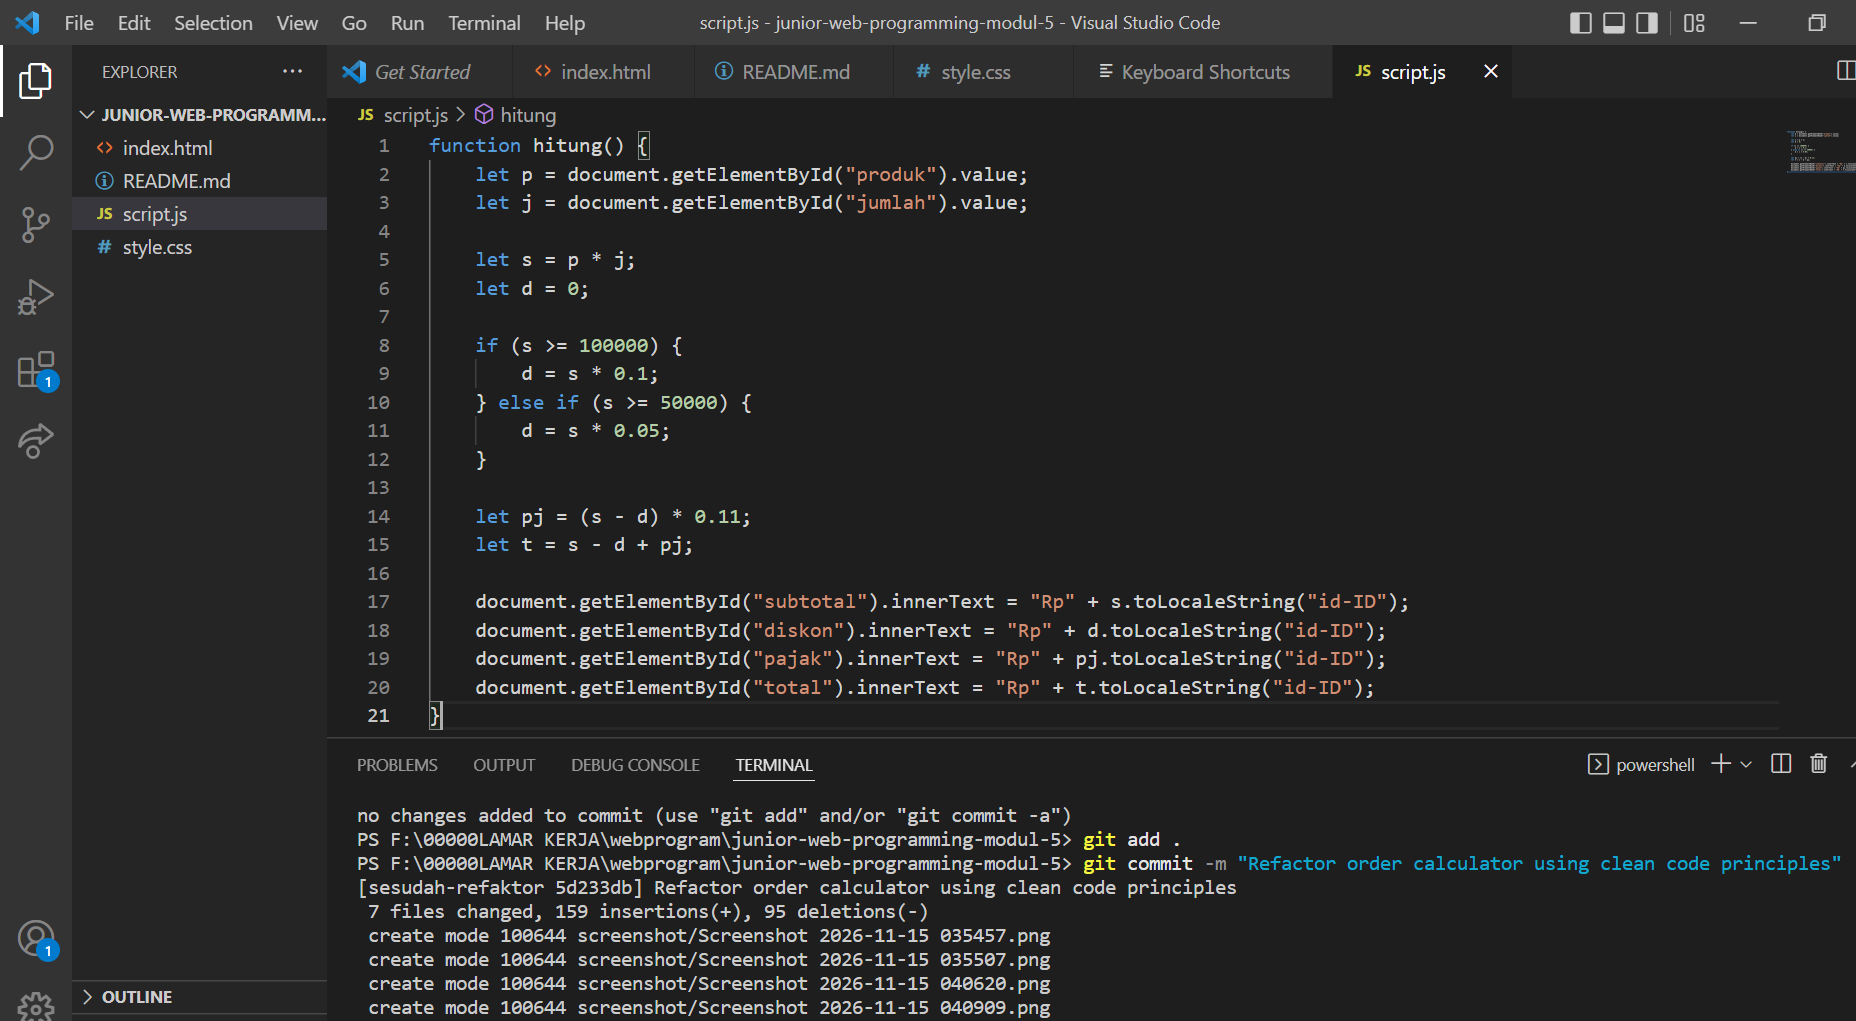 File Edit Selection View Go Run Terminal Help script.js - junior-web-programming-modul-5 - Visual Studio Code
EXPLORER ···
JUNIOR-WEB-PROGRAMM...
<> index.html
README.md
JS script.js
# style.css
1
1
OUTLINE
Get Started <> index.html README.md # style.css Keyboard Shortcuts JS script.js
JS script.js > hitung
1 function hitung() {
2 let p = document.getElementById("produk").value;
3 let j = document.getElementById("jumlah").value;
4
5 let s = p * j;
6 let d = 0;
7
8 if (s >= 100000) {
9 d = s * 0.1;
10 } else if (s >= 50000) {
11 d = s * 0.05;
12 }
13
14 let pj = (s - d) * 0.11;
15 let t = s - d + pj;
16
17 document.getElementById("subtotal").innerText = "Rp" + s.toLocaleString("id-ID");
18 document.getElementById("diskon").innerText = "Rp" + d.toLocaleString("id-ID");
19 document.getElementById("pajak").innerText = "Rp" + pj.toLocaleString("id-ID");
20 document.getElementById("total").innerText = "Rp" + t.toLocaleString("id-ID");
21 }
PROBLEMS OUTPUT DEBUG CONSOLE TERMINAL powershell
no changes added to commit (use "git add" and/or "git commit -a")
PS F:\00000LAMAR KERJA\webprogram\junior-web-programming-modul-5> git add .
PS F:\00000LAMAR KERJA\webprogram\junior-web-programming-modul-5> git commit -m "Refactor order calculator using clean code principles"
[sesudah-refaktor 5d233db] Refactor order calculator using clean code principles
7 files changed, 159 insertions(+), 95 deletions(-)
create mode 100644 screenshot/Screenshot 2026-11-15 035457.png
create mode 100644 screenshot/Screenshot 2026-11-15 035507.png
create mode 100644 screenshot/Screenshot 2026-11-15 040620.png
create mode 100644 screenshot/Screenshot 2026-11-15 040909.png